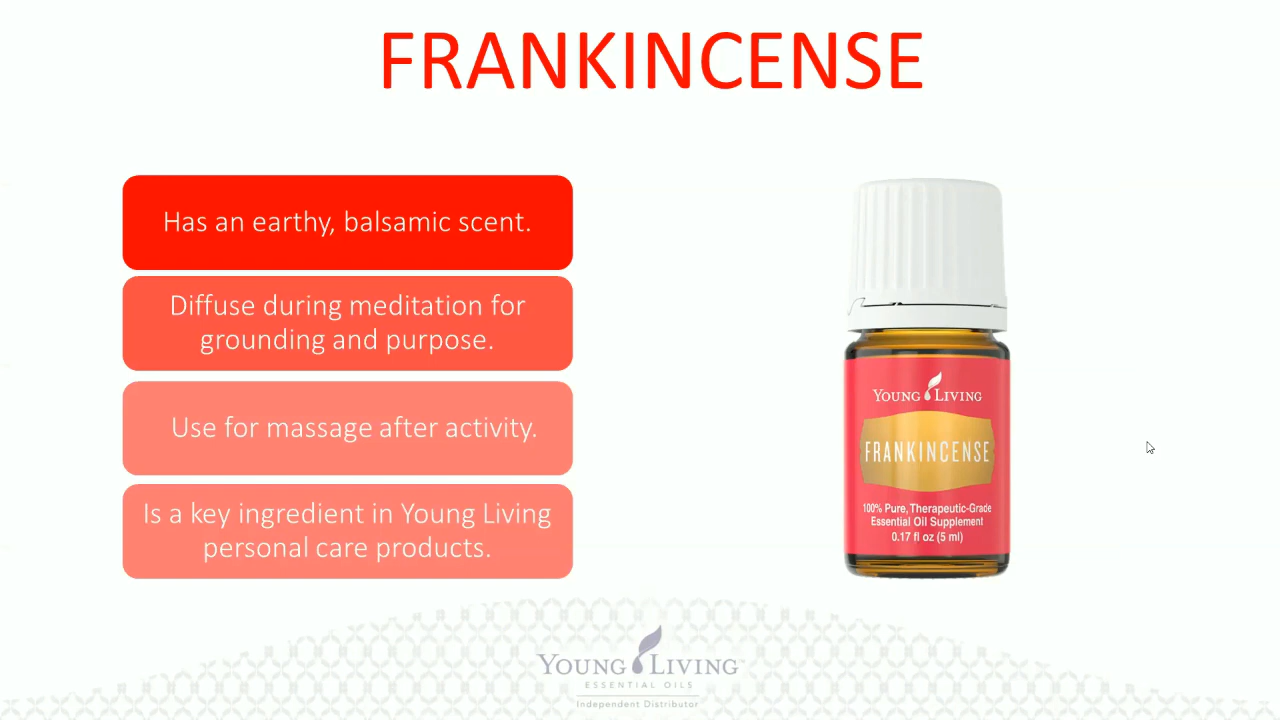 FRANKINCENSE
Has an earthy, balsamic scent.
Diffuse during meditation for
grounding and purpose.
Use for massage after activity.
Is a key ingredient in Young Living
personal care products.
YOUNG LIVING
FRANKINCENSE
100% Pure, Therapeutic-Grade
Essential Oil Supplement
0.17 fl oz (5 ml)
YOUNG LIVING
ESSENTIAL OILS
Independent Distributor